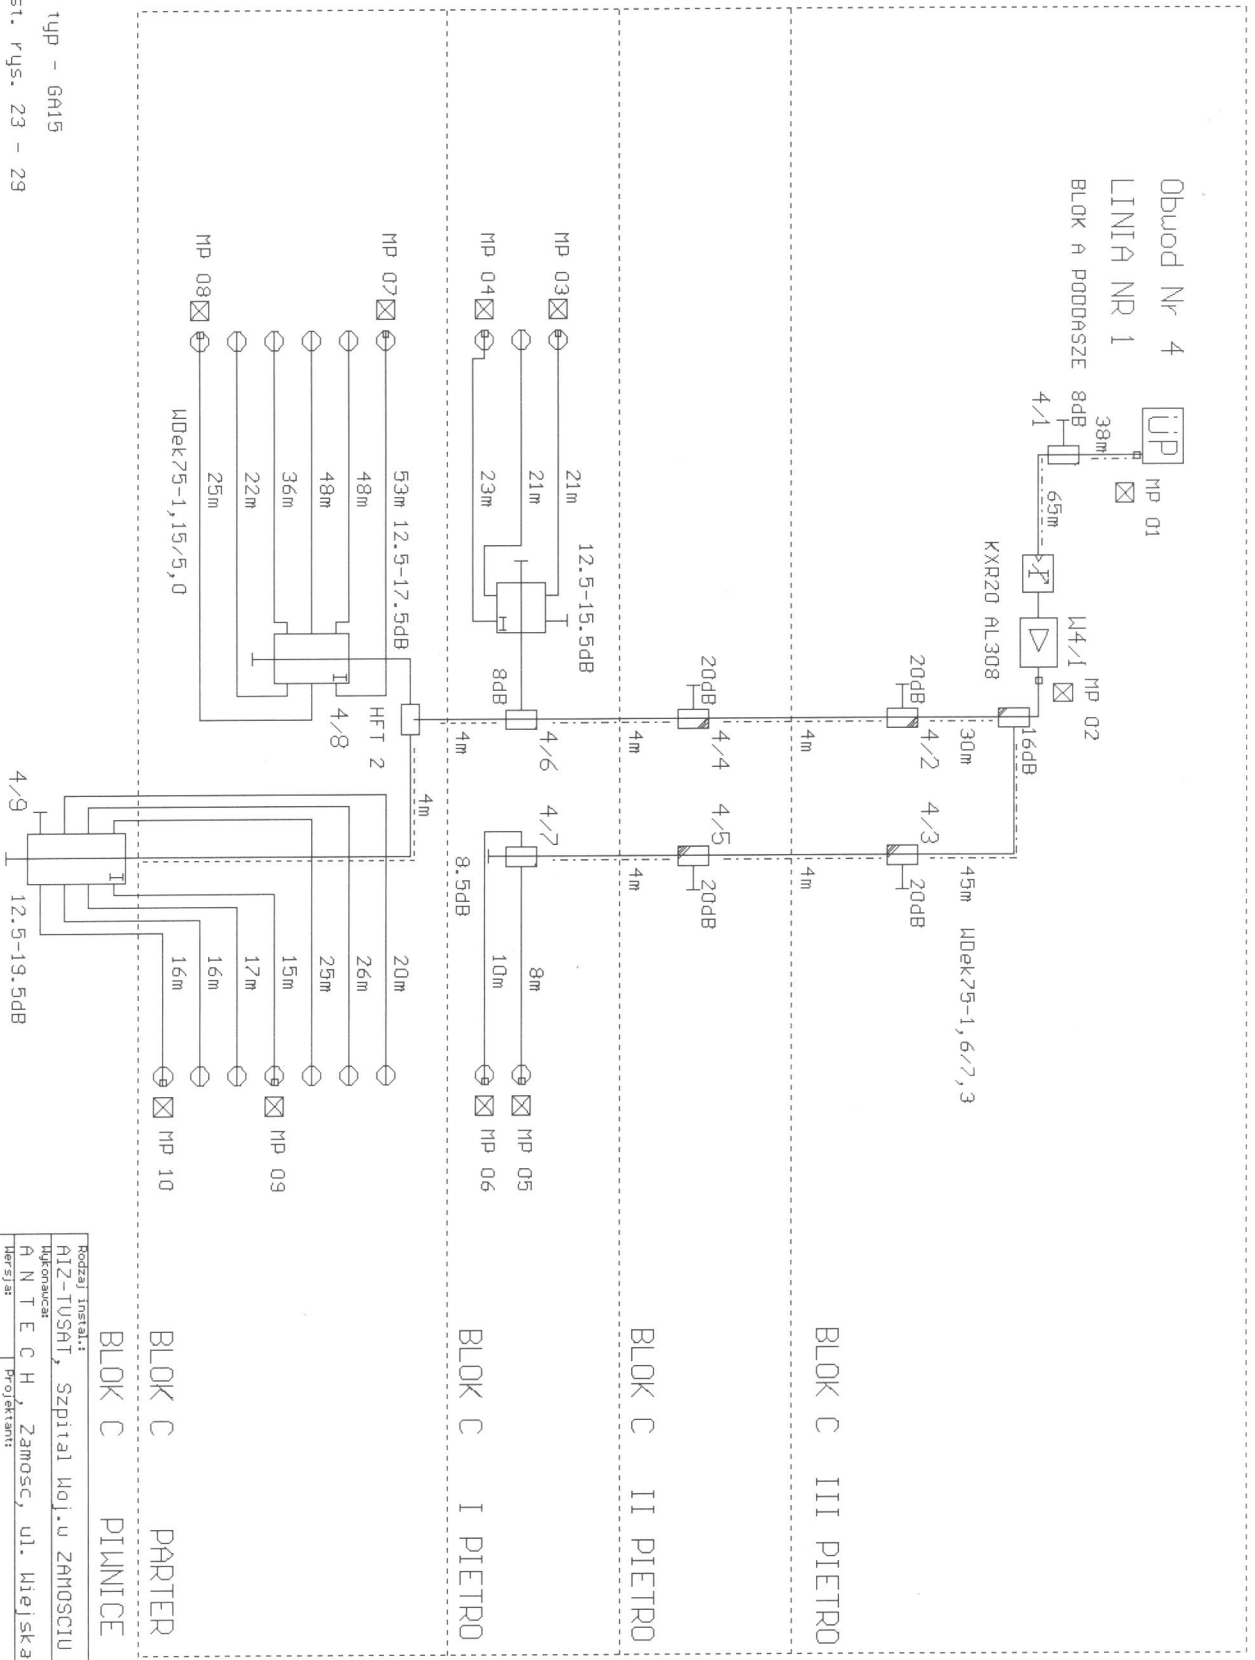 Obwod Nr 4
LINIA NR 1
BLOK A PODDASZE
ÜP
MP 01
38m
8dB
4/1
65m
W4/1
MP 02
KXR20 AL308
16dB
30m
45m WDek75-1,6/7,3
20dB
4/2
4/3
20dB
BLOK C III PIETRO
4m
4m
20dB
4/4
4/5
20dB
BLOK C II PIETRO
4m
4m
MP 03
21m
12.5-15.5dB
4/6
4/7
8m
MP 05
21m
8dB
MP 04
23m
10m
MP 06
8.5dB
BLOK C I PIETRO
4m
4m
MP 07
53m 12.5-17.5dB
HFT 2
20m
48m
4/8
26m
48m
25m
36m
15m
MP 09
22m
17m
MP 08
25m
16m
WDek75-1,15/5,0
16m
MP 10
BLOK C PARTER
BLOK C PIWNICE
4/9
12.5-19.5dB
typ - GA15
st. rys. 23 - 29
Rodzaj instal.:
AIZ-TVSAT, Szpital Woj.w ZAMOSCIU
Wykonawca:
A N T E C H , Zamosc, ul. Wiejska
Wersja:
Projektant: